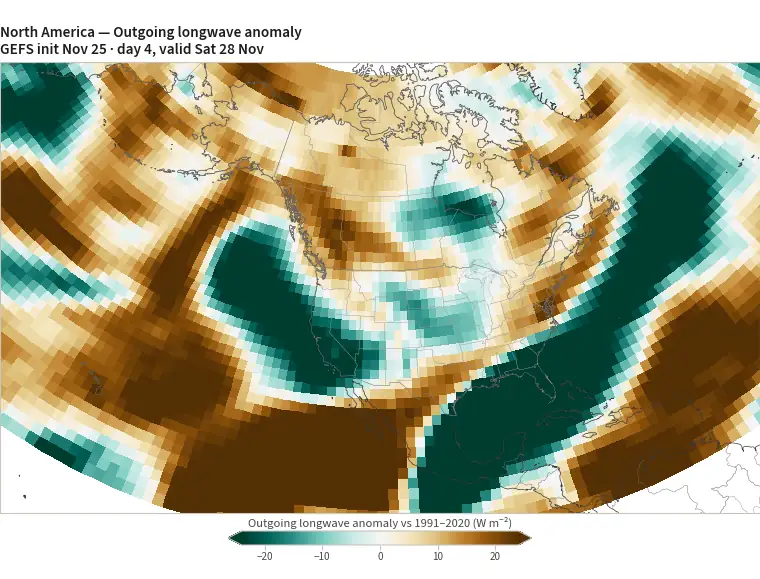 North America — Outgoing longwave anomaly
GEFS init Nov 25 · day 4, valid Sat 28 Nov
Outgoing longwave anomaly vs 1991–2020 (W m⁻²)
−20 −10 0 10 20